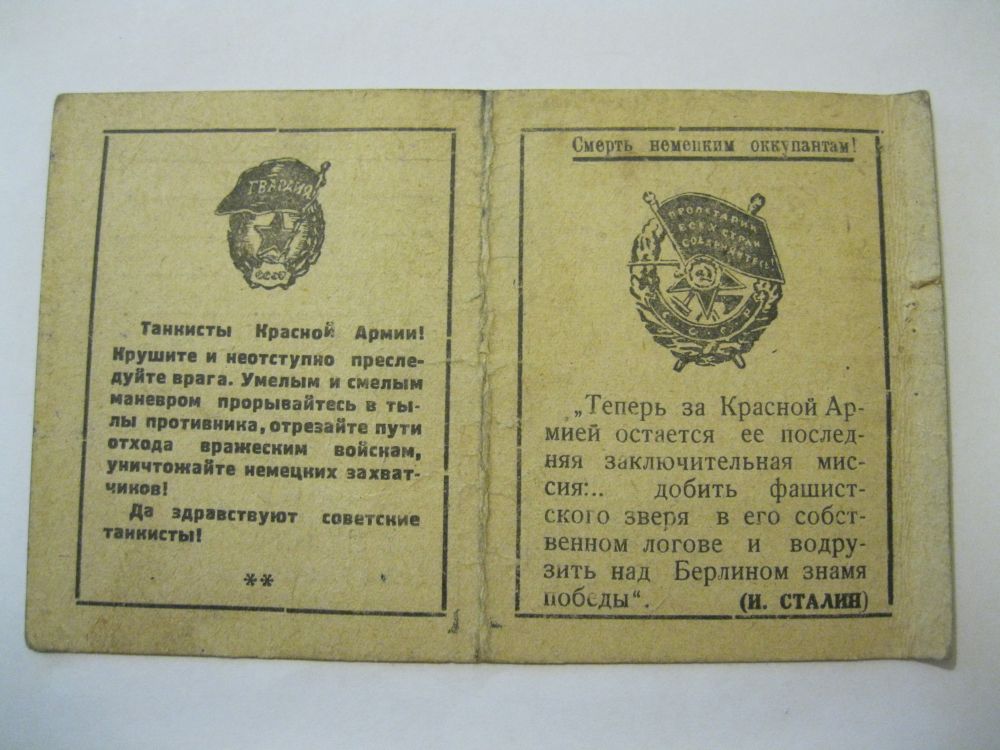 ГВАРДИЯ
СССР
Танкисты Красной Армии!
Крушите и неотступно пресле-
дуйте врага. Умелым и смелым
маневром прорывайтесь в ты-
лы противника, отрезайте пути
отхода вражеским войскам,
уничтожайте немецких захват-
чиков!
Да здравствуют советские
танкисты!
**
Смерть немецким оккупантам!
ПРОЛЕТАРИИ
ВСЕХ СТРАН
СОЕДИНЯЙТЕСЬ!
СССР
„Теперь за Красной Ар-
мией остается ее послед-
няя заключительная мис-
сия:.. добить фашист-
ского зверя в его собст-
венном логове и водру-
зить над Берлином знамя
победы“. (И. СТАЛИН)